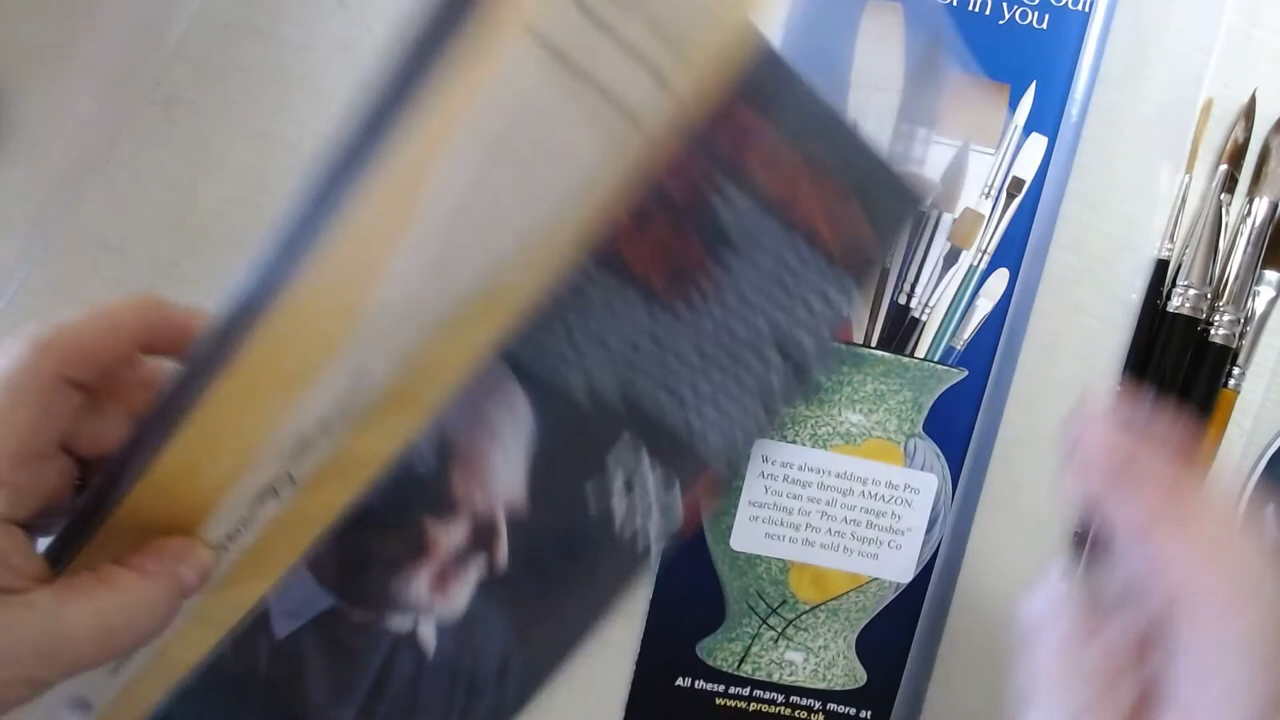 in you
We are always adding to the Pro
Arte Range through AMAZON.
You can see all our range by
searching for "Pro Arte Brushes"
or clicking Pro Arte Supply Co
next to the sold by icon
All these and many, many, more at
www.proarte.co.uk